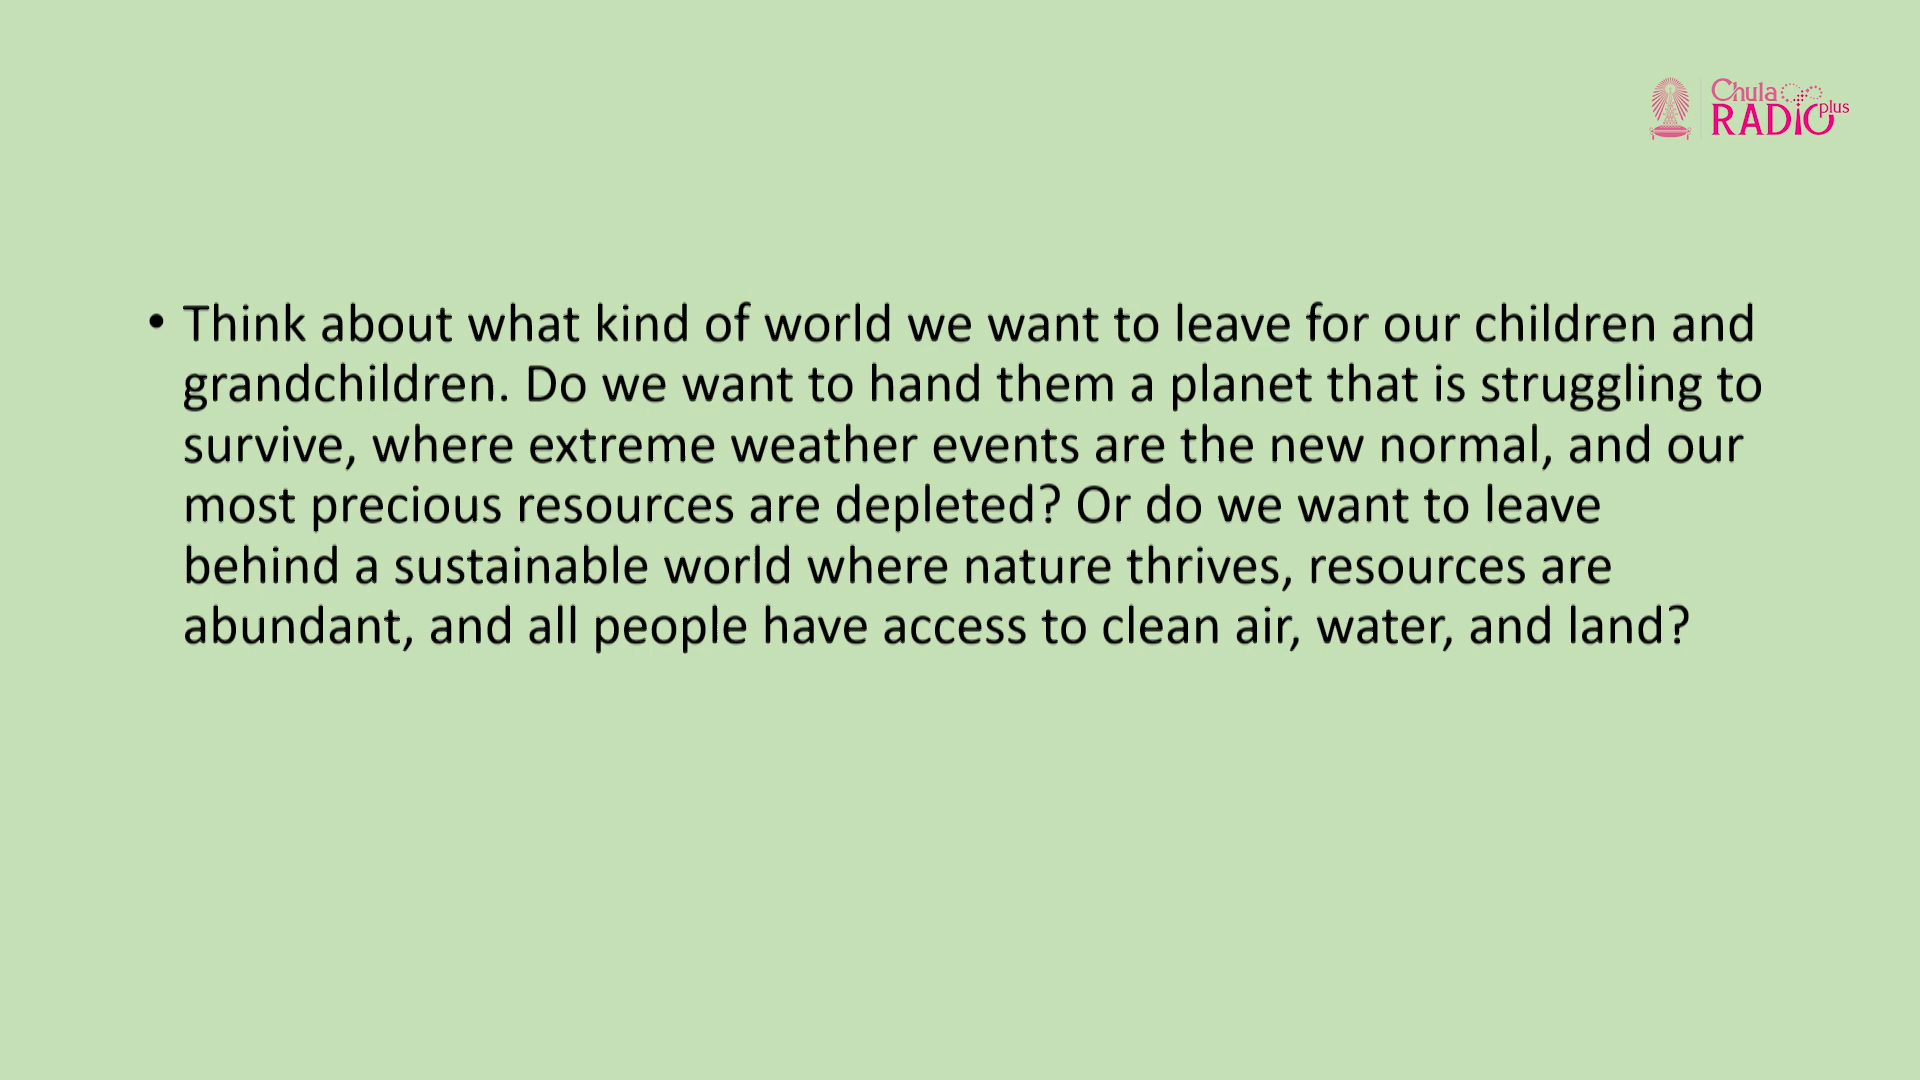 Chula
RADIO plus
• Think about what kind of world we want to leave for our children and
grandchildren. Do we want to hand them a planet that is struggling to
survive, where extreme weather events are the new normal, and our
most precious resources are depleted? Or do we want to leave
behind a sustainable world where nature thrives, resources are
abundant, and all people have access to clean air, water, and land?